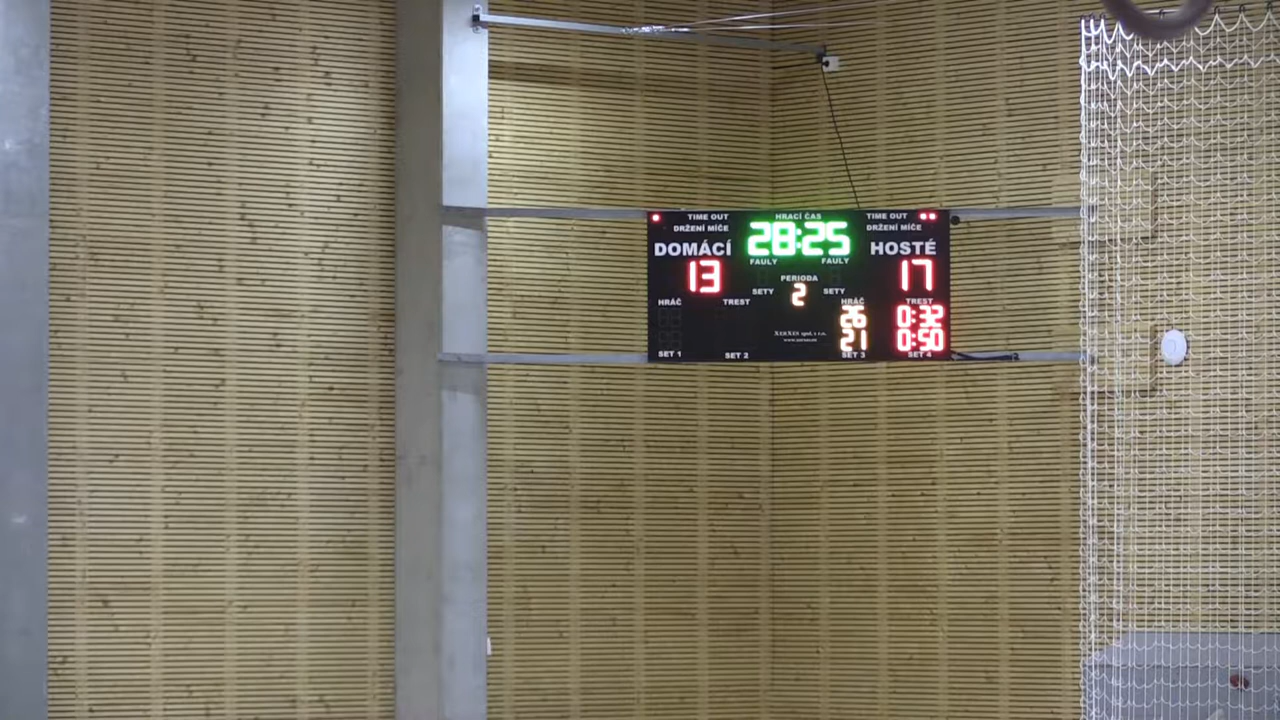 TIME OUT HRACÍ ČAS TIME OUT
DRŽENÍ MÍČE 28:25 DRŽENÍ MÍČE
DOMÁCÍ HOSTÉ
FAULY FAULY
13 PERIODA 17
SETY 2 SETY
HRÁČ TREST HRÁČ TREST
26 0:32
21 0:50
SET 1 SET 2 SET 3 SET 4